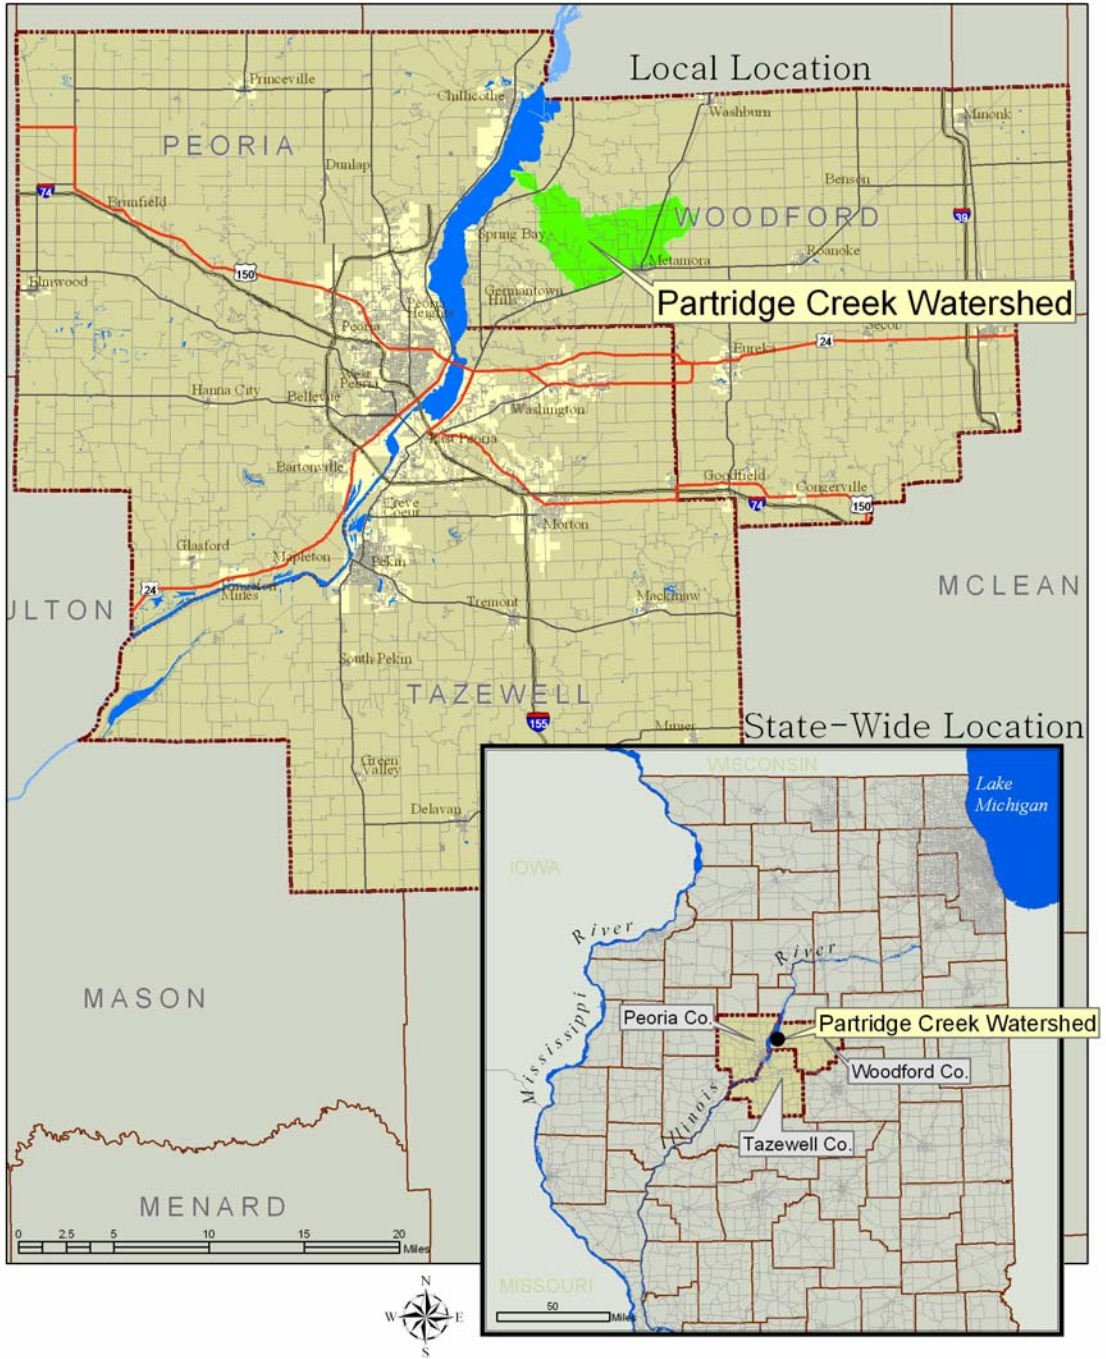 Local Location
Princeville
Chillicothe
Washburn
Minonk
PEORIA
Dunlap
Benson
74
Brimfield
WOODFORD
39
Spring Bay
Roanoke
Metamora
150
Elmwood
Germantown
Hills
Partridge Creek Watershed
Peoria
Heights
Peoria
Secor
24
Eureka
West
Peoria
Hanna City
Bellevue
Washington
East Peoria
Bartonville
Goodfield
Congerville
74
150
Creve
Coeur
Morton
Glasford
Mapleton
Pekin
24
Kingston
Mines
Tremont
Mackinaw
MCLEAN
ULTON
South Pekin
TAZEWELL
155
Minier
State-Wide Location
Green
Valley
Delavan
WISCONSIN
Lake
Michigan
IOWA
River
River
MASON
Peoria Co.
Partridge Creek Watershed
Mississippi
Woodford Co.
Illinois
Tazewell Co.
MENARD
0 2.5 5 10 15 20
Miles
MISSOURI
50
Miles
N
W E
S